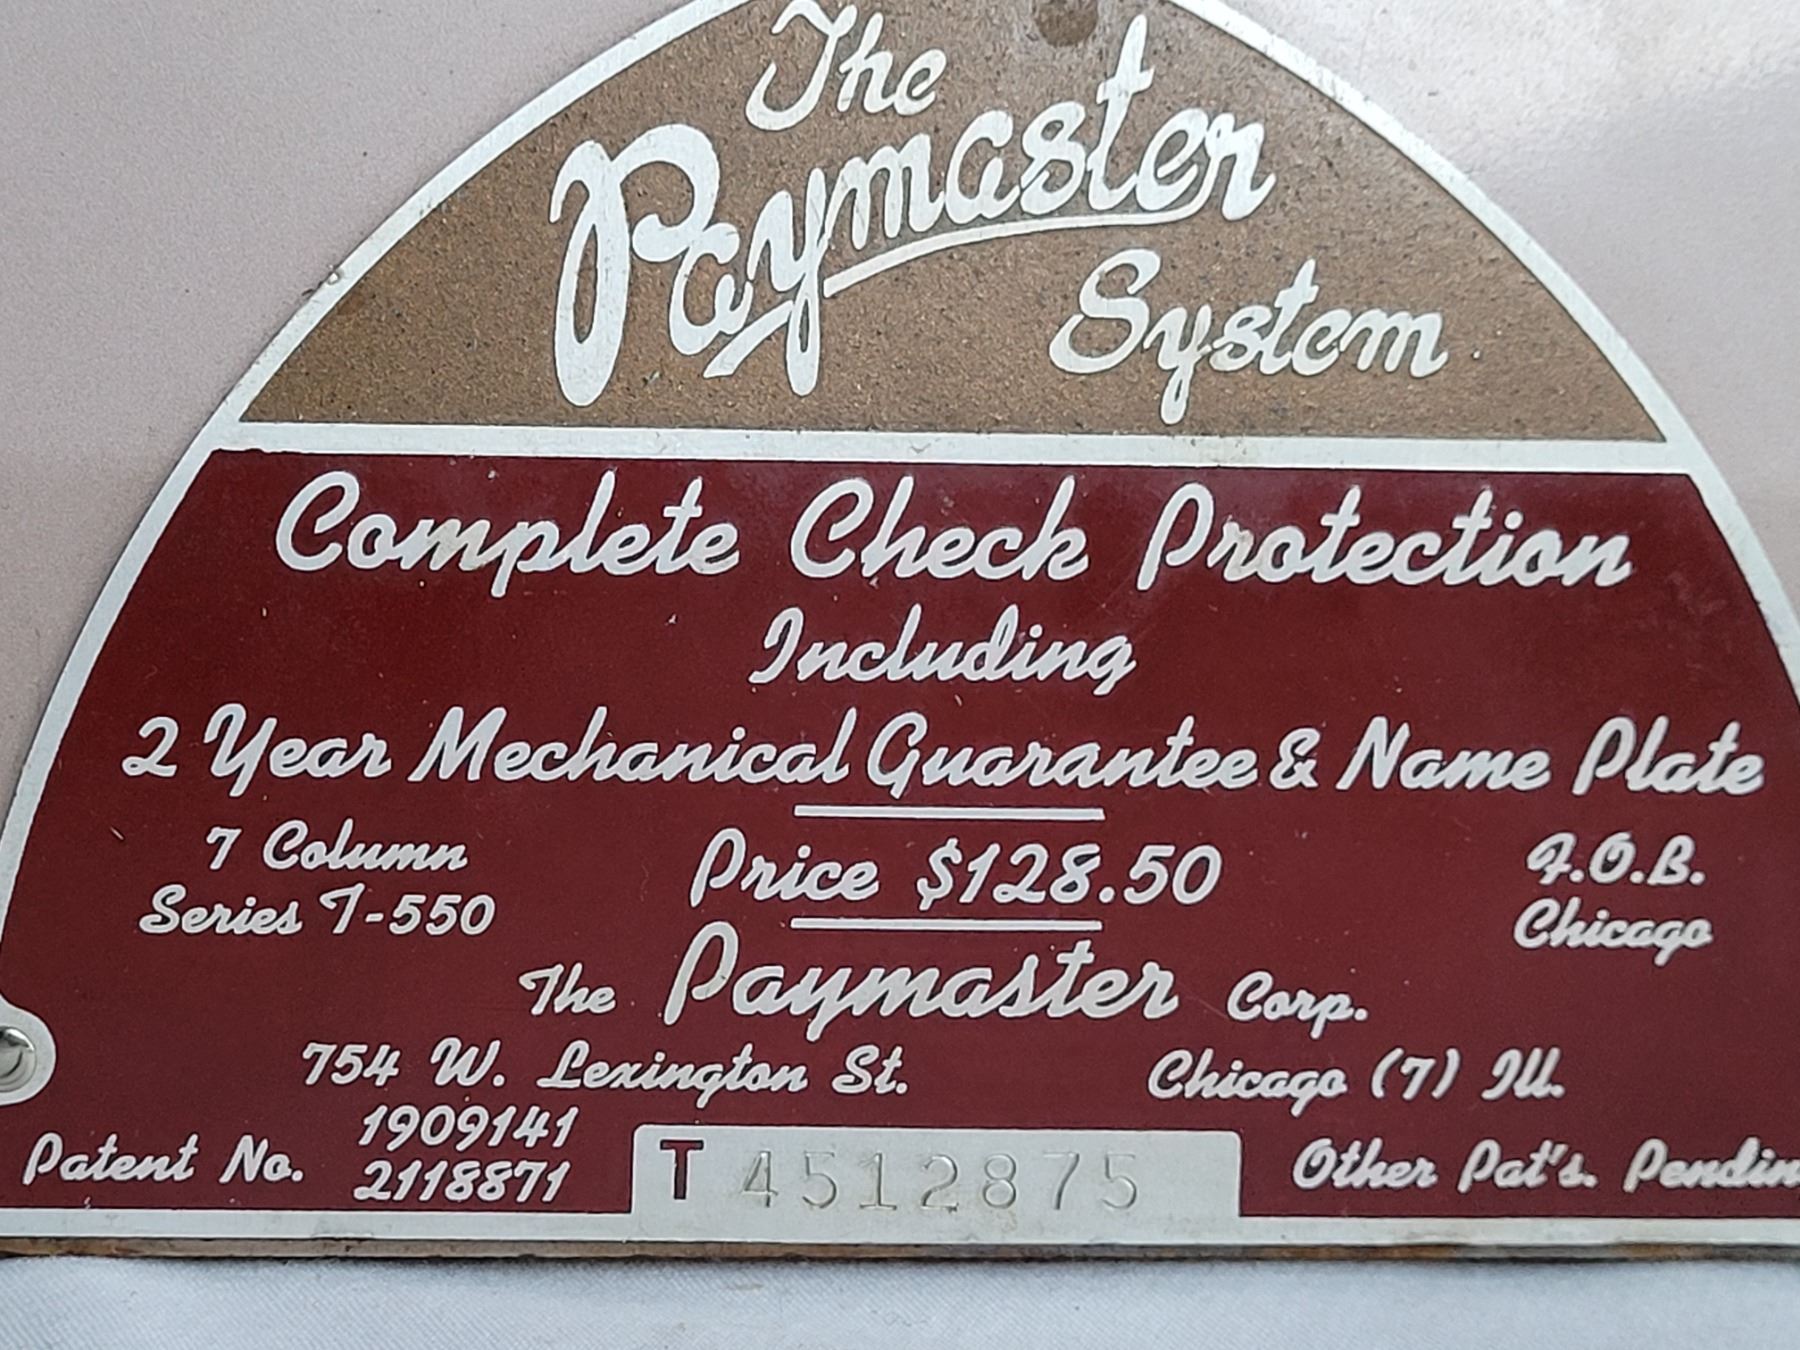 The
Paymaster
System
Complete Check Protection
Including
2 Year Mechanical Guarantee & Name Plate
7 Column
Series T-550
Price $128.50
F.O.B.
Chicago
The Paymaster Corp.
754 W. Lexington St. Chicago (7) Ill.
Patent No. 1909141
2118871
T 4512875
Other Pat's. Pendin